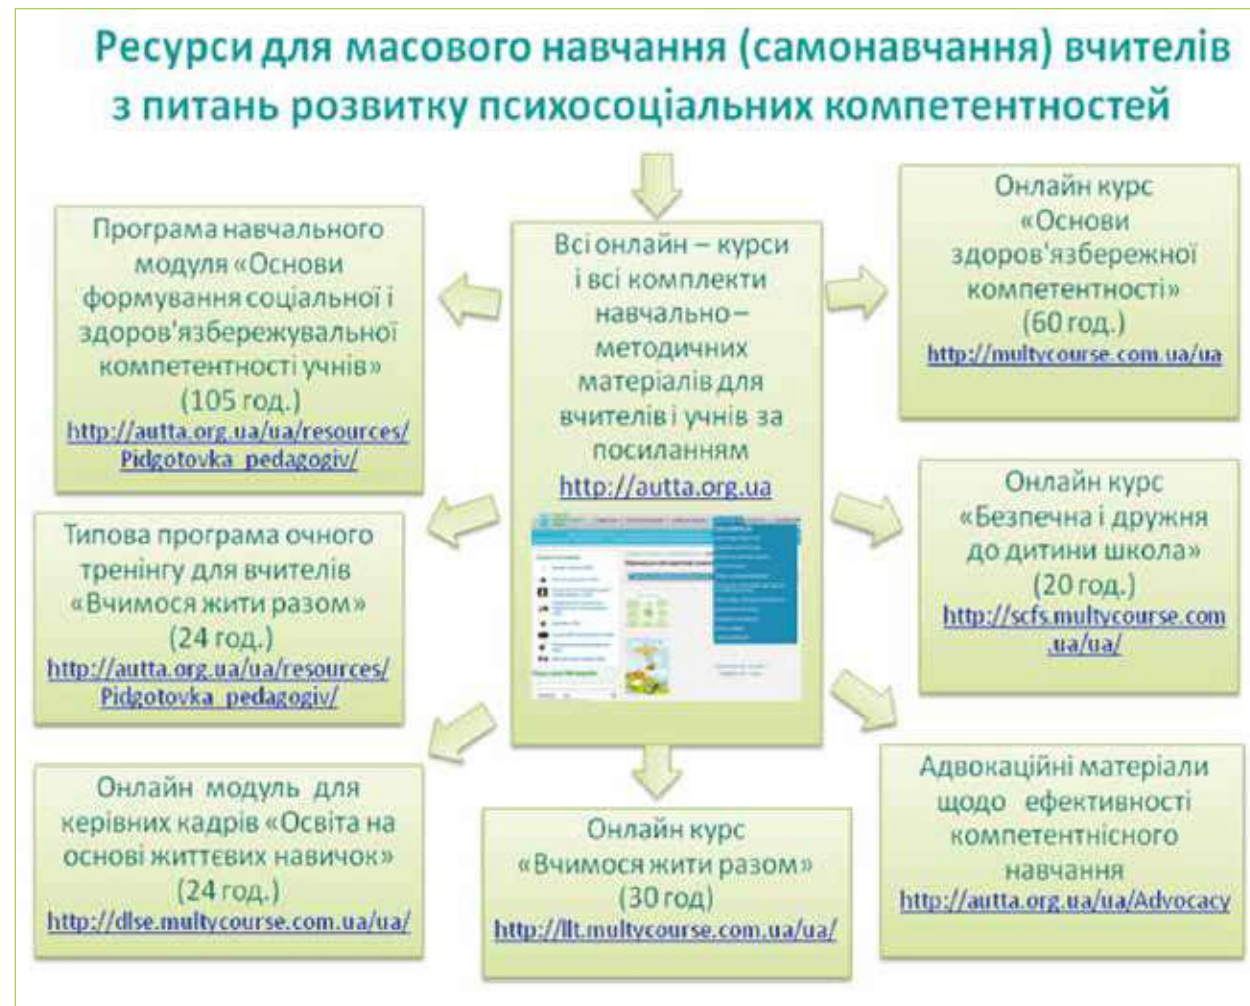 Ресурси для масового навчання (самонавчання) вчителів
з питань розвитку психосоціальних компетентностей
Програма навчального
модуля «Основи
формування соціальної і
здоров'язбережувальної
компетентності учнів»
(105 год.)
http://autta.org.ua/ua/resources/
Pidgotovka_pedagogiv/
Типова програма очного
тренінгу для вчителів
«Вчимося жити разом»
(24 год.)
http://autta.org.ua/ua/resources/
Pidgotovka_pedagogiv/
Онлайн модуль для
керівних кадрів «Освіта на
основі життєвих навичок»
(24 год.)
http://dlse.multycourse.com.ua/ua/
Всі онлайн – курси
і всі комплекти
навчально –
методичних
матеріалів для
вчителів і учнів за
посиланням
http://autta.org.ua
Онлайн курс
«Вчимося жити разом»
(30 год)
http://llt.multycourse.com.ua/ua/
Онлайн курс
«Основи
здоров'язбережної
компетентності»
(60 год.)
http://multycourse.com.ua/ua
Онлайн курс
«Безпечна і дружня
до дитини школа»
(20 год.)
http://scfs.multycourse.com
.ua/ua/
Адвокаційні матеріали
щодо ефективності
компетентнісного
навчання
http://autta.org.ua/ua/Advocacy